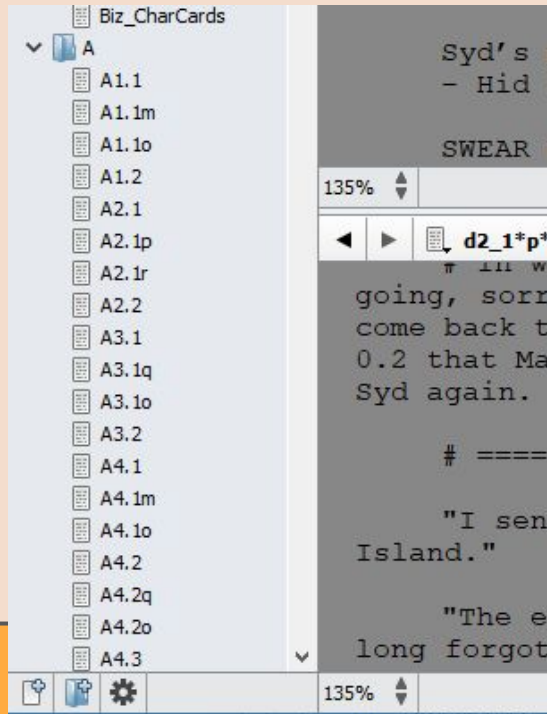 Biz_CharCards
A
A1.1
A1.1m
A1.1o
A1.2
A2.1
A2.1p
A2.1r
A2.2
A3.1
A3.1q
A3.1o
A3.2
A4.1
A4.1m
A4.1o
A4.2
A4.2q
A4.2o
A4.3
Syd's
- Hid
SWEAR
135%
d2_1*p*
# In w
going, sorr
come back t
0.2 that Ma
Syd again.
# ====
"I sen
Island."
"The e
long forgot
135%